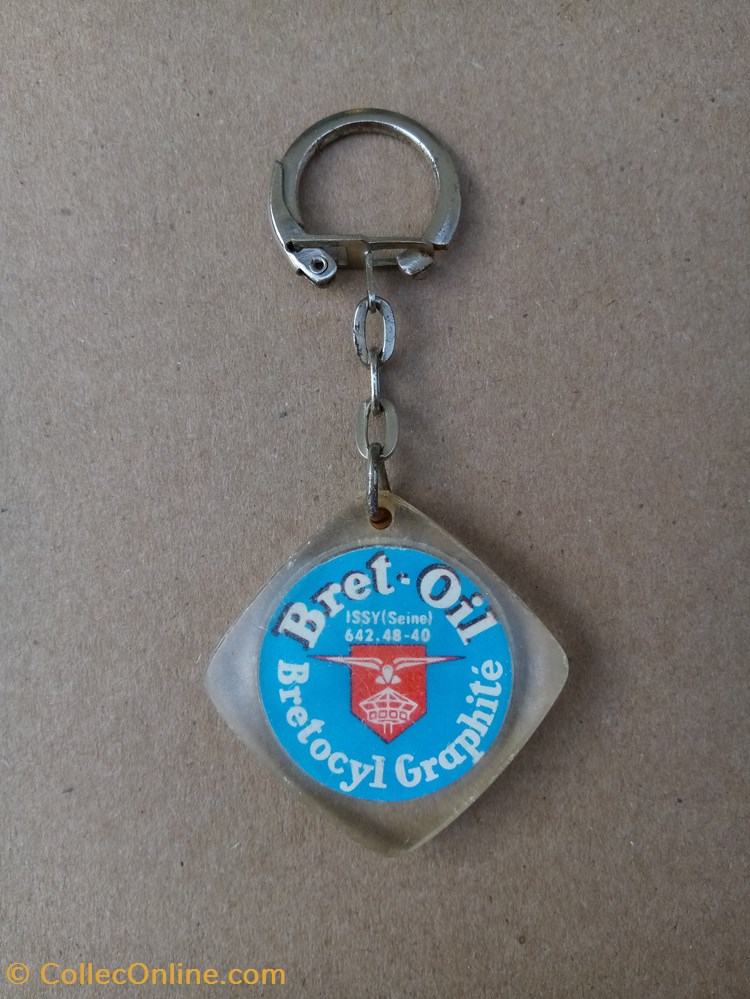 Bret-Oil
ISSY(Seine)
642.48-40
Bretocyl Graphité
© CollecOnline.com